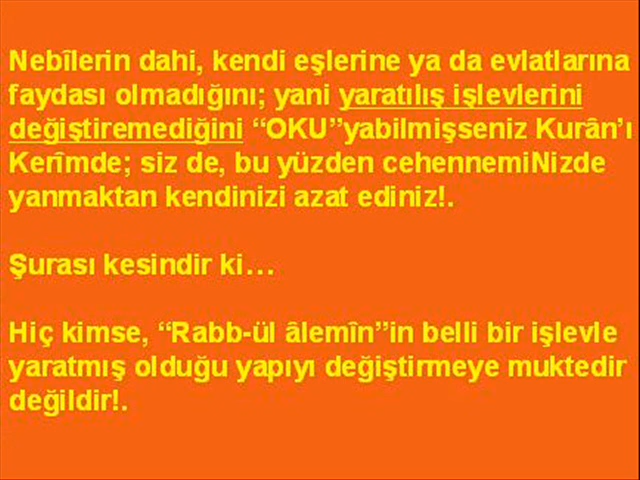 Nebîlerin dahi, kendi eşlerine ya da evlatlarına
faydası olmadığını; yani yaratılış işlevlerini
değiştiremediğini “OKU”yabilmişseniz Kurân’ı
Kerîmde; siz de, bu yüzden cehennemiNizde
yanmaktan kendinizi azat ediniz!.
Şurası kesindir ki…
Hiç kimse, “Rabb-ül âlemîn”in belli bir işlevle
yaratmış olduğu yapıyı değiştirmeye muktedir
değildir!.